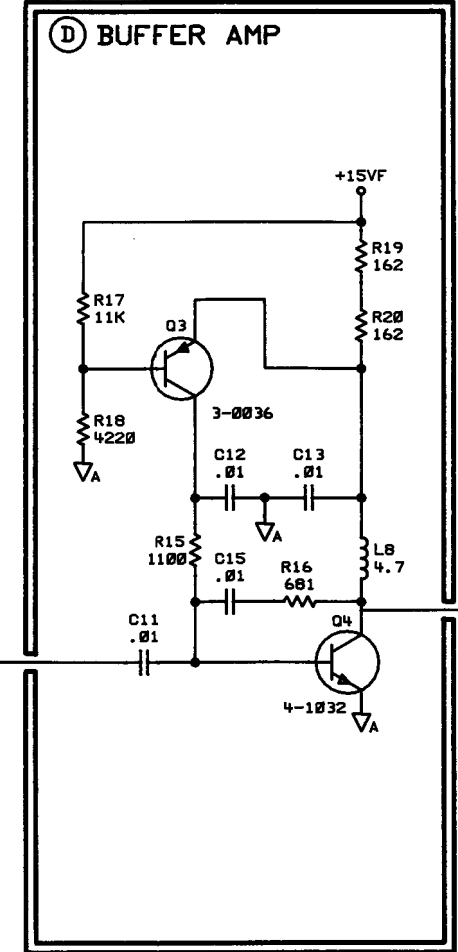 D BUFFER AMP
+15VF
R19
162
R17
11K
R20
162
Q3
R18
4220
3-0036
A
C12
.01
C13
.01
A
R15
1100
C15
.01
R16
681
L8
4.7
C11
.01
Q4
4-1032
A